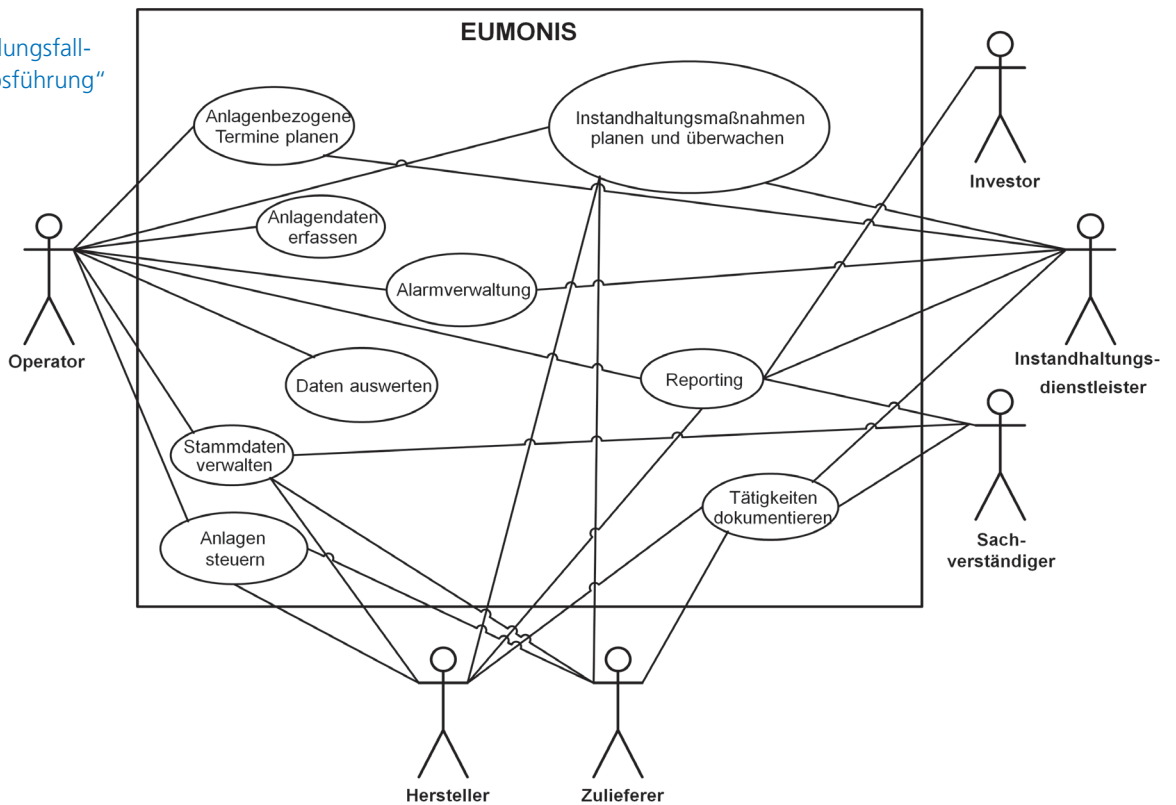 lungsfall-
osführung“
EUMONIS
Anlagenbezogene
Termine planen
Instandhaltungsmaßnahmen
planen und überwachen
Investor
Anlagendaten
erfassen
Alarmverwaltung
Operator
Instandhaltungs-
dienstleister
Daten auswerten
Reporting
Stammdaten
verwalten
Tätigkeiten
dokumentieren
Anlagen
steuern
Sach-
verständiger
Hersteller
Zulieferer